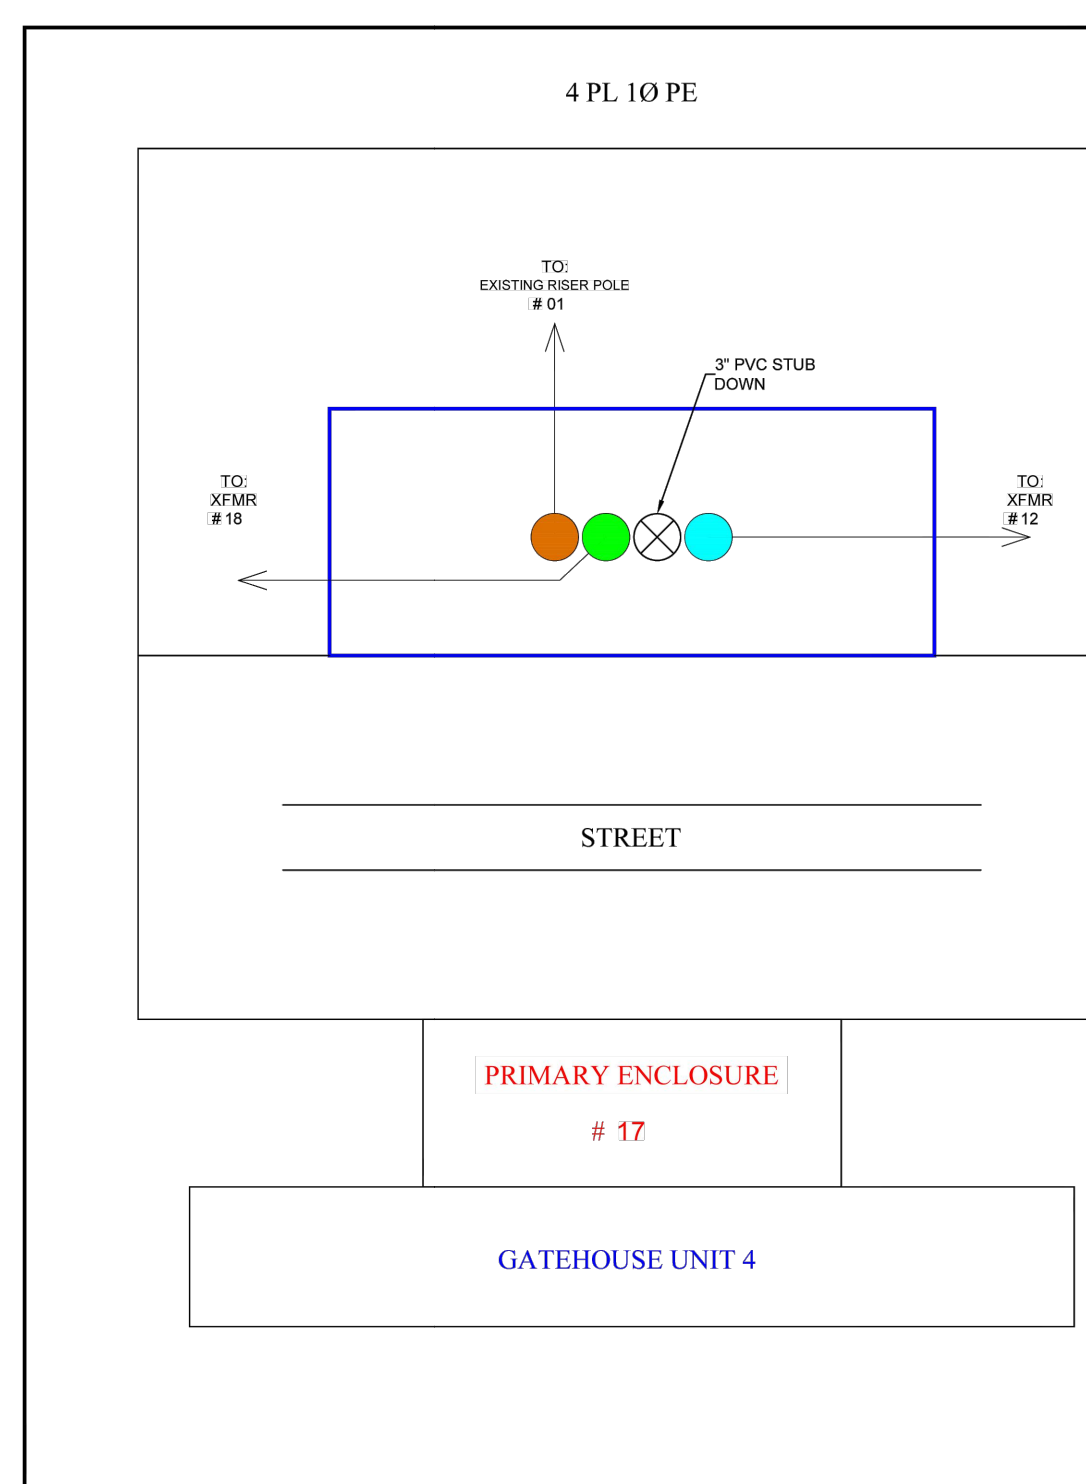 4 PL 1Ø PE
TO:
EXISTING RISER POLE
# 01
3" PVC STUB
DOWN
TO:
XFMR
# 18
TO:
XFMR
# 12
STREET
PRIMARY ENCLOSURE
# 17
GATEHOUSE UNIT 4